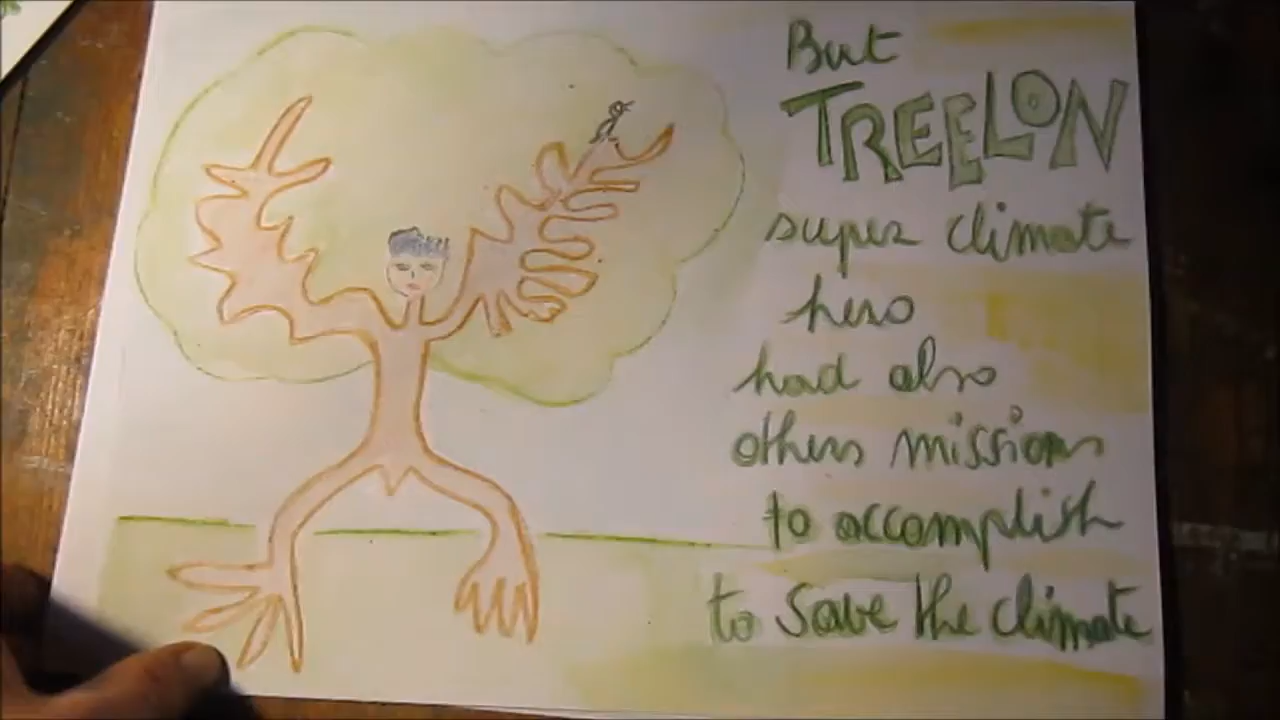 But
TREELON
super climate
hero
had also
others missions
to accomplish
to save the climate